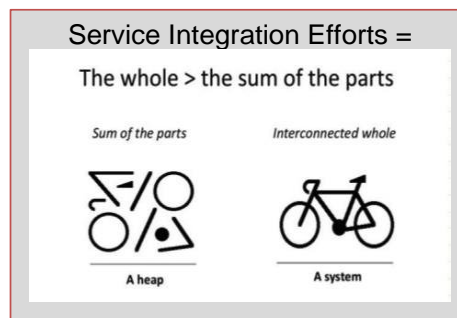 Service Integration Efforts =
The whole > the sum of the parts
Sum of the parts
Interconnected whole
A heap
A system